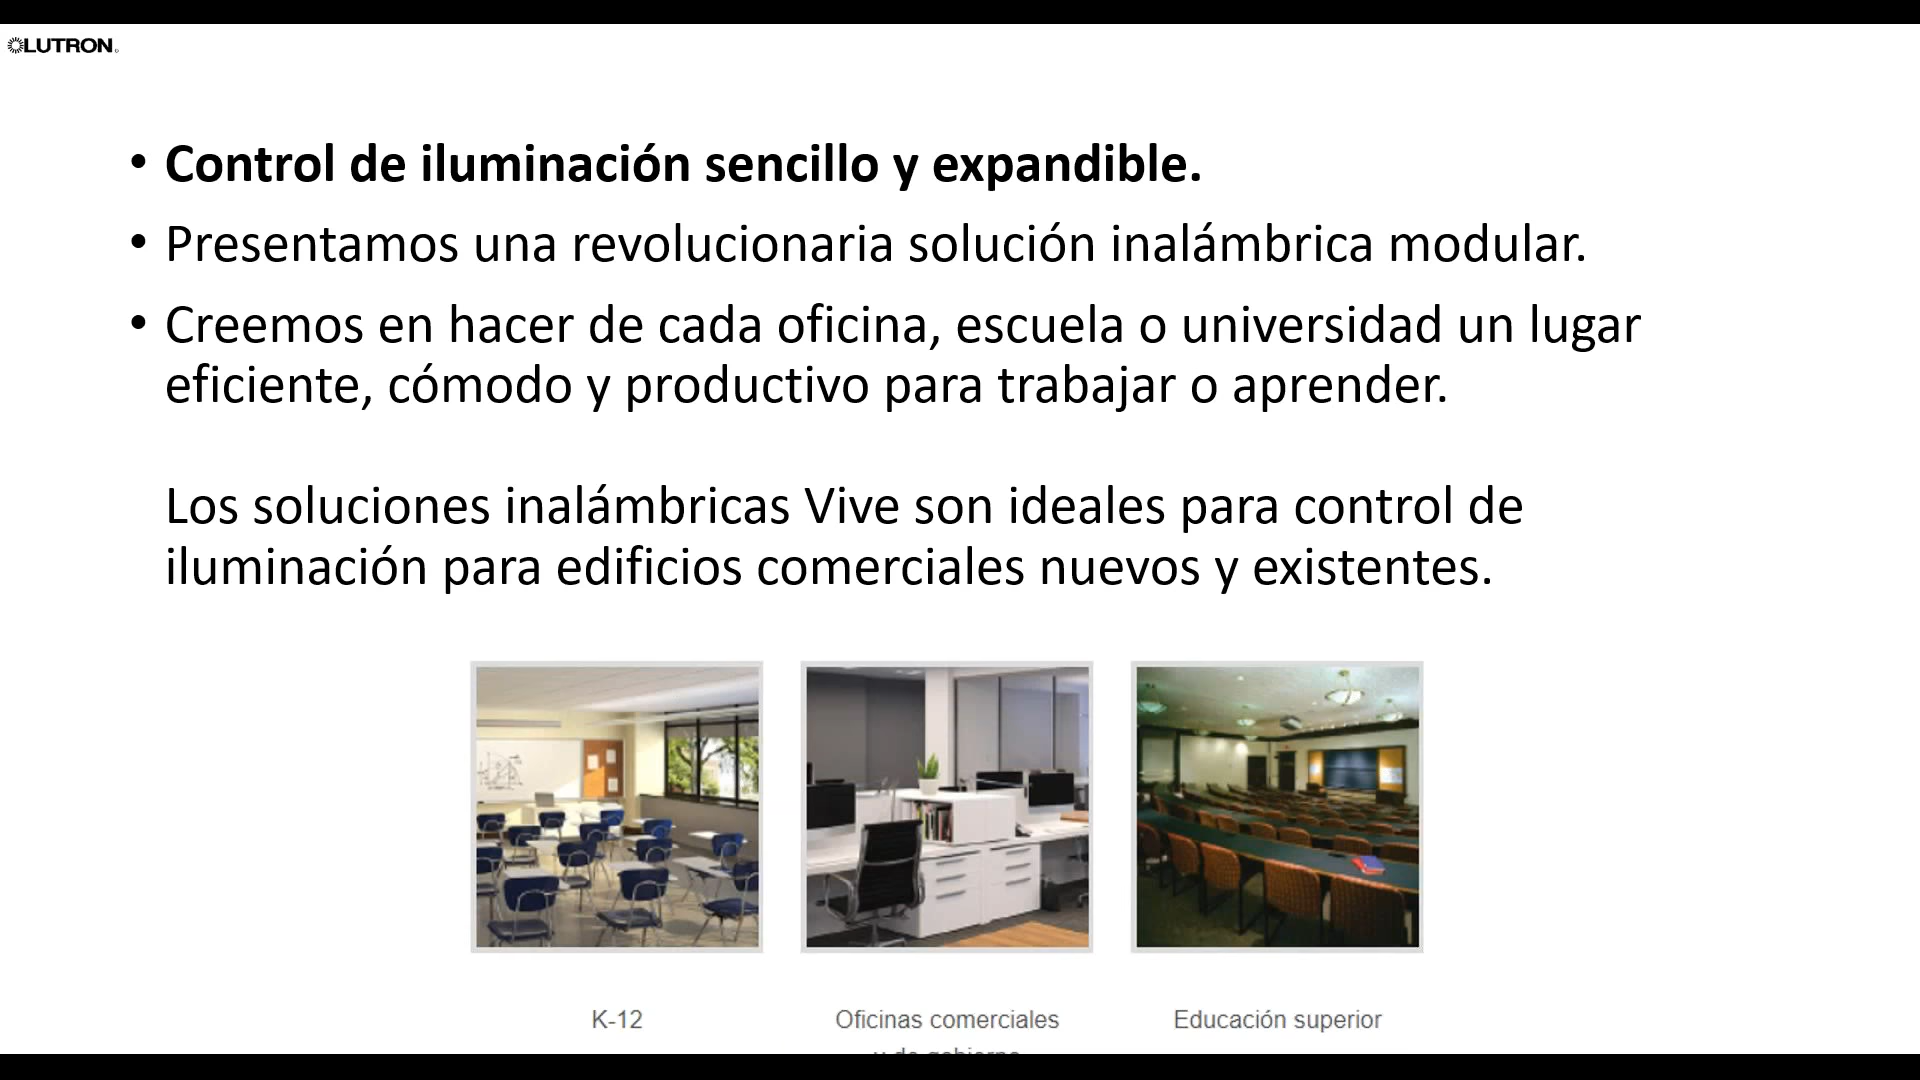 LUTRON
• Control de iluminación sencillo y expandible.
• Presentamos una revolucionaria solución inalámbrica modular.
• Creemos en hacer de cada oficina, escuela o universidad un lugar
eficiente, cómodo y productivo para trabajar o aprender.
Los soluciones inalámbricas Vive son ideales para control de
iluminación para edificios comerciales nuevos y existentes.
K-12
Oficinas comerciales
y de gobierno
Educación superior